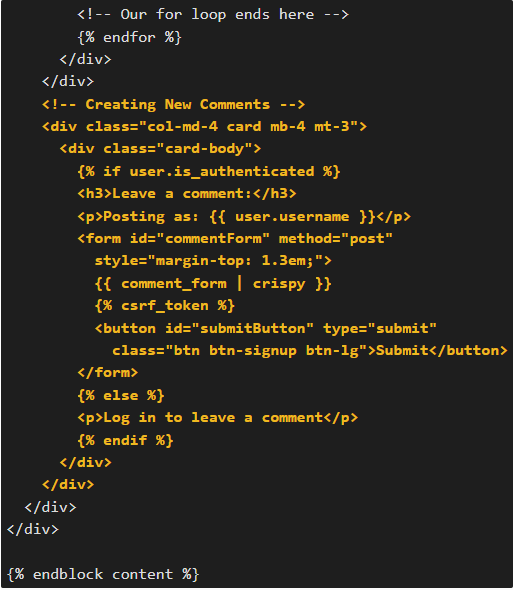 <!-- Our for loop ends here -->
{% endfor %}
</div>
</div>
<!-- Creating New Comments -->
<div class="col-md-4 card mb-4 mt-3">
<div class="card-body">
{% if user.is_authenticated %}
<h3>Leave a comment:</h3>
<p>Posting as: {{ user.username }}</p>
<form id="commentForm" method="post"
style="margin-top: 1.3em;">
{{ comment_form | crispy }}
{% csrf_token %}
<button id="submitButton" type="submit"
class="btn btn-signup btn-lg">Submit</button>
</form>
{% else %}
<p>Log in to leave a comment</p>
{% endif %}
</div>
</div>
</div>
</div>
{% endblock content %}